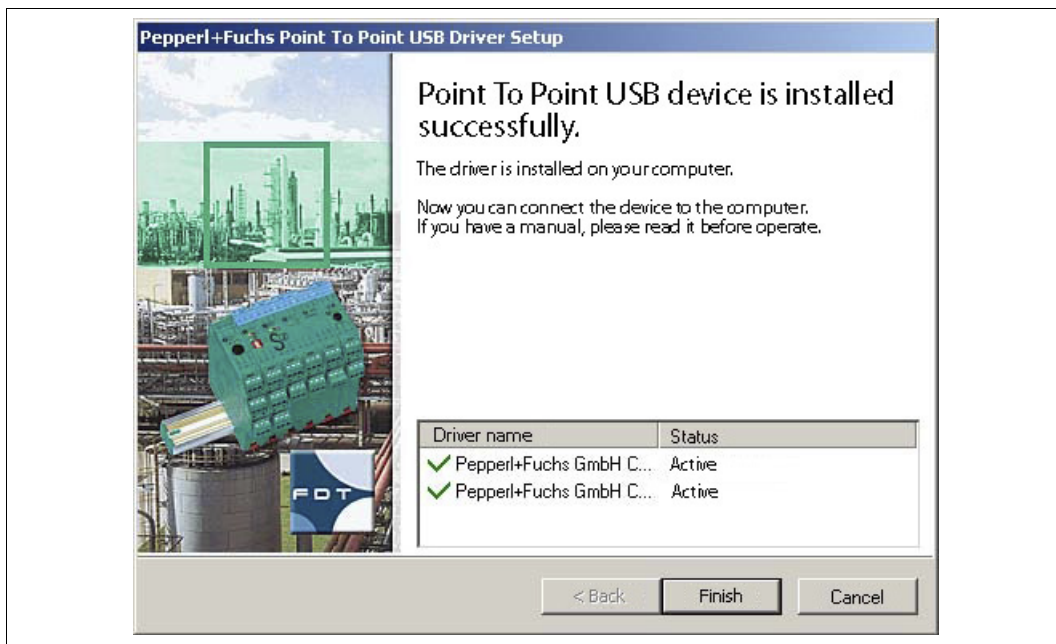 Pepperl+Fuchs Point To Point USB Driver Setup
Point To Point USB device is installed
successfully.
The driver is installed on your computer.
Now you can connect the device to the computer.
If you have a manual, please read it before operate.
Driver name Status
Pepperl+Fuchs GmbH C... Active
Pepperl+Fuchs GmbH C... Active
FDT
< Back Finish Cancel